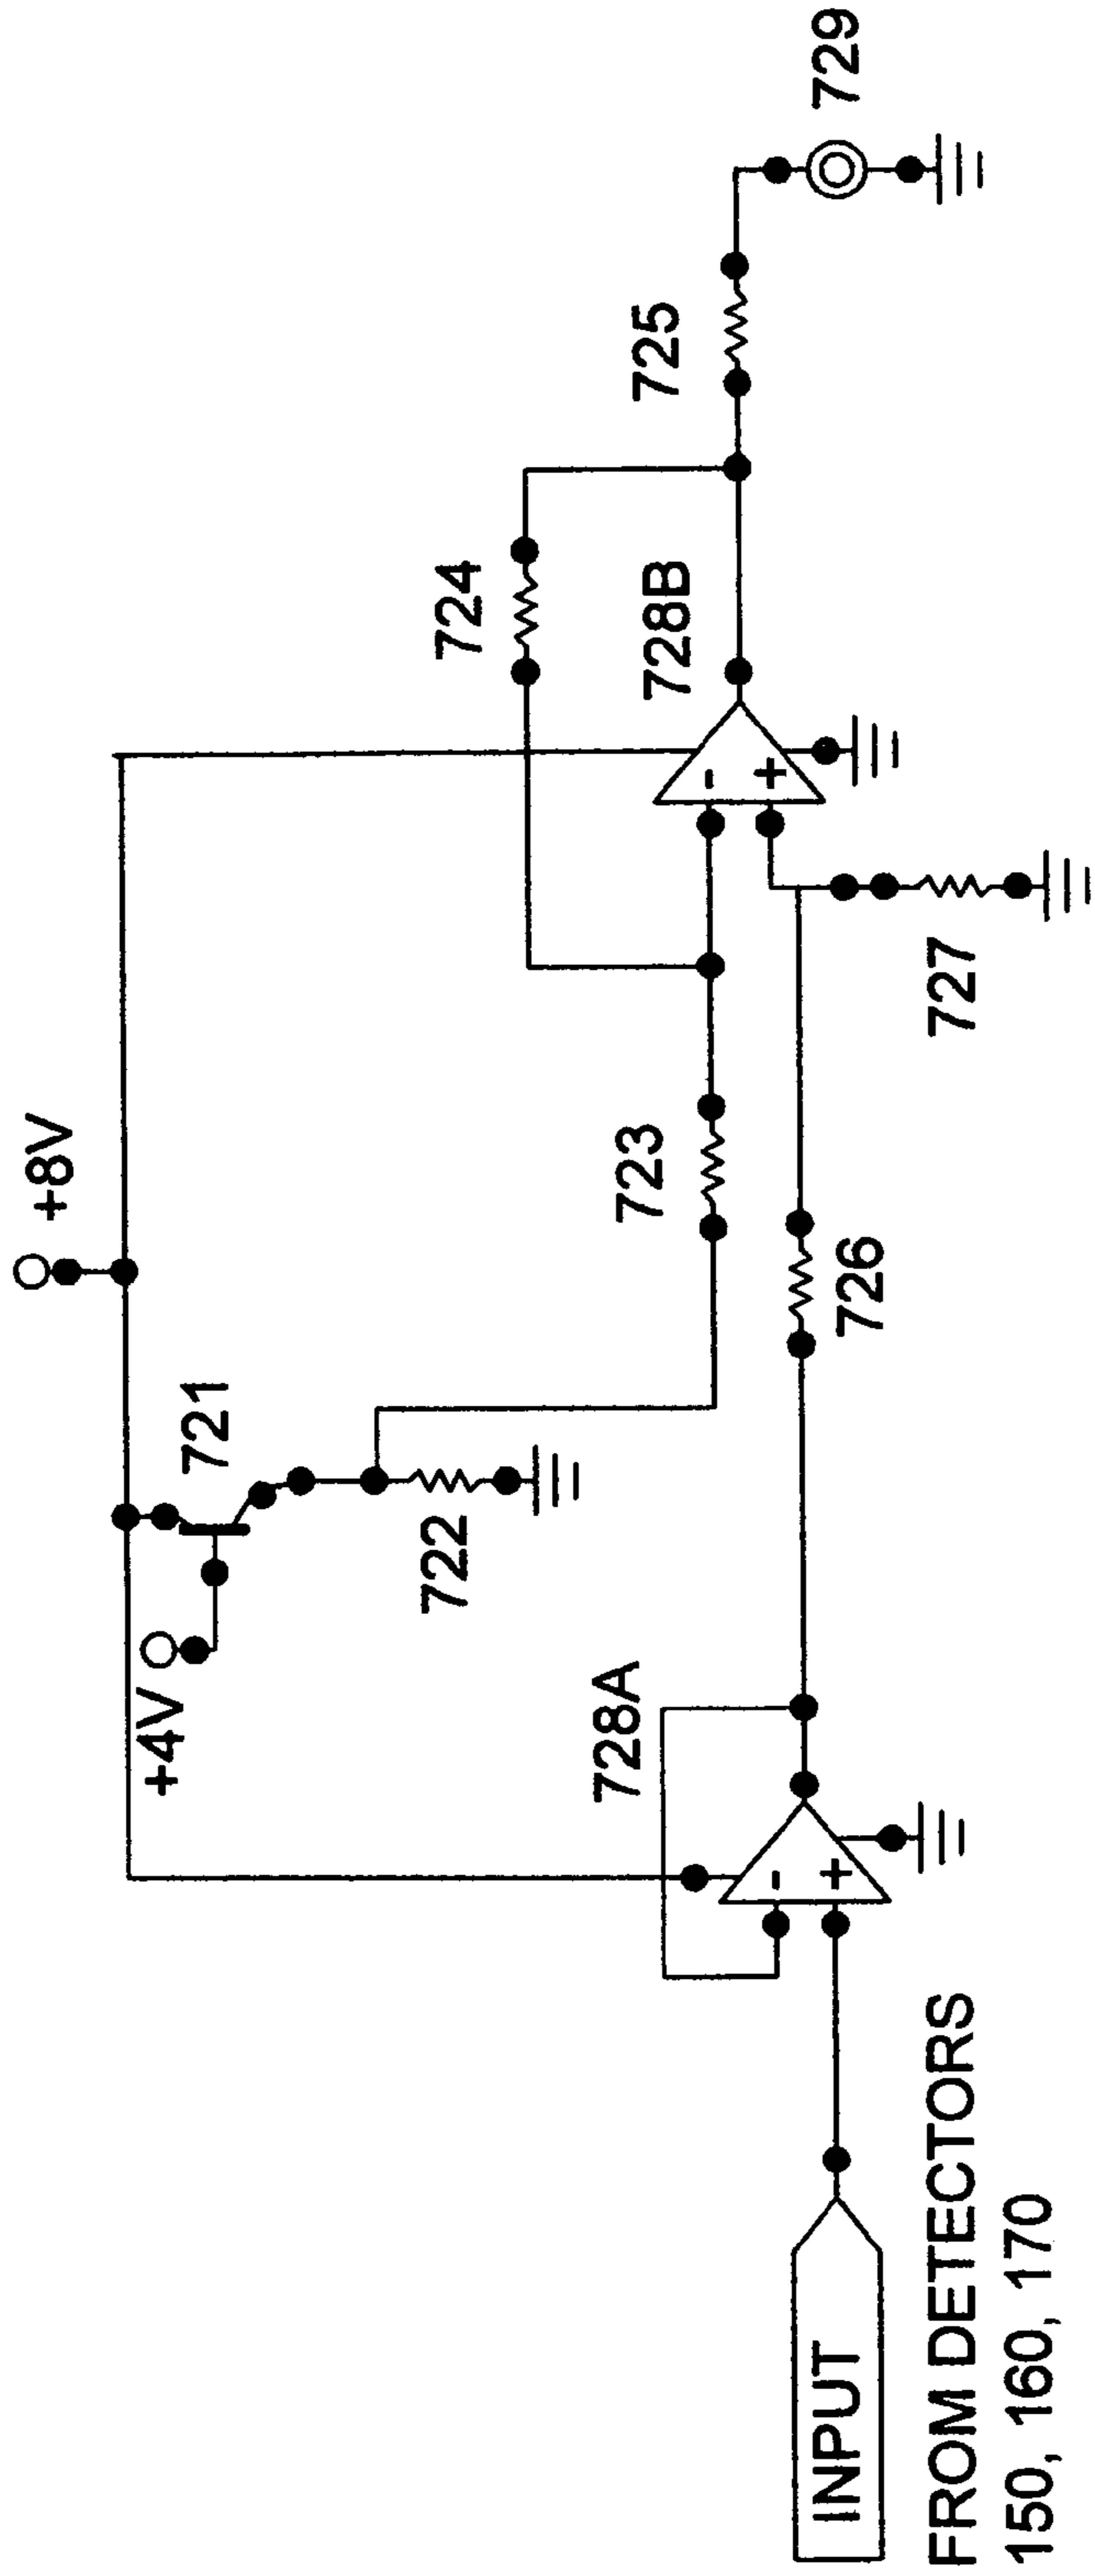 +8V
+4V
721
722
723
724
725
726
727
728A
728B
729
-
+
-
+
INPUT
FROM DETECTORS
150, 160, 170